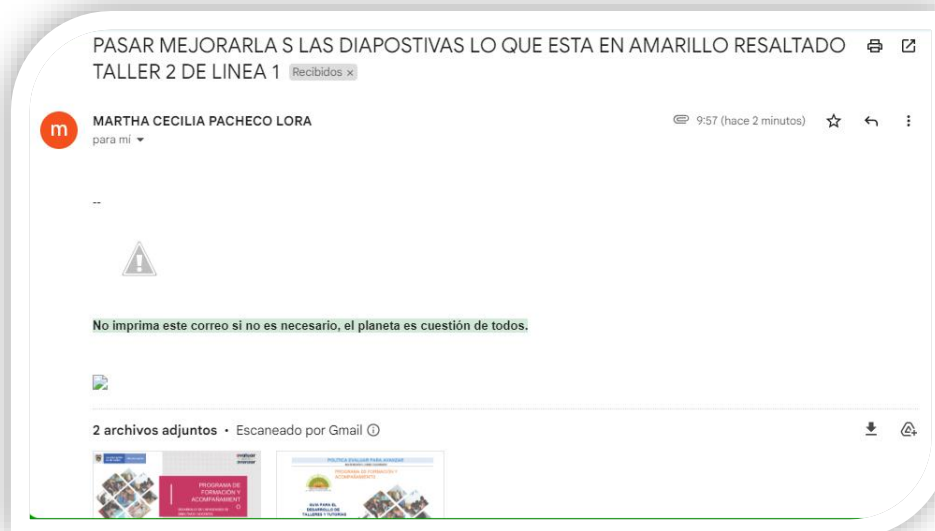 PASAR MEJORARLA S LAS DIAPOSTIVAS LO QUE ESTA EN AMARILLO RESALTADO
TALLER 2 DE LINEA 1 Recibidos x
m
MARTHA CECILIA PACHECO LORA
9:57 (hace 2 minutos)
para mí
--
No imprima este correo si no es necesario, el planeta es cuestión de todos.
2 archivos adjuntos • Escaneado por Gmail
PROGRAMA DE
FORMACIÓN Y
ACOMPAÑAMIENT
O
POLÍTICA EVALUAR PARA AVANZAR
PROGRAMA DE FORMACIÓN Y
ACOMPAÑAMIENTO
GUIA PARA EL
DESARROLLO DE
TALLERES Y TUTORIAS